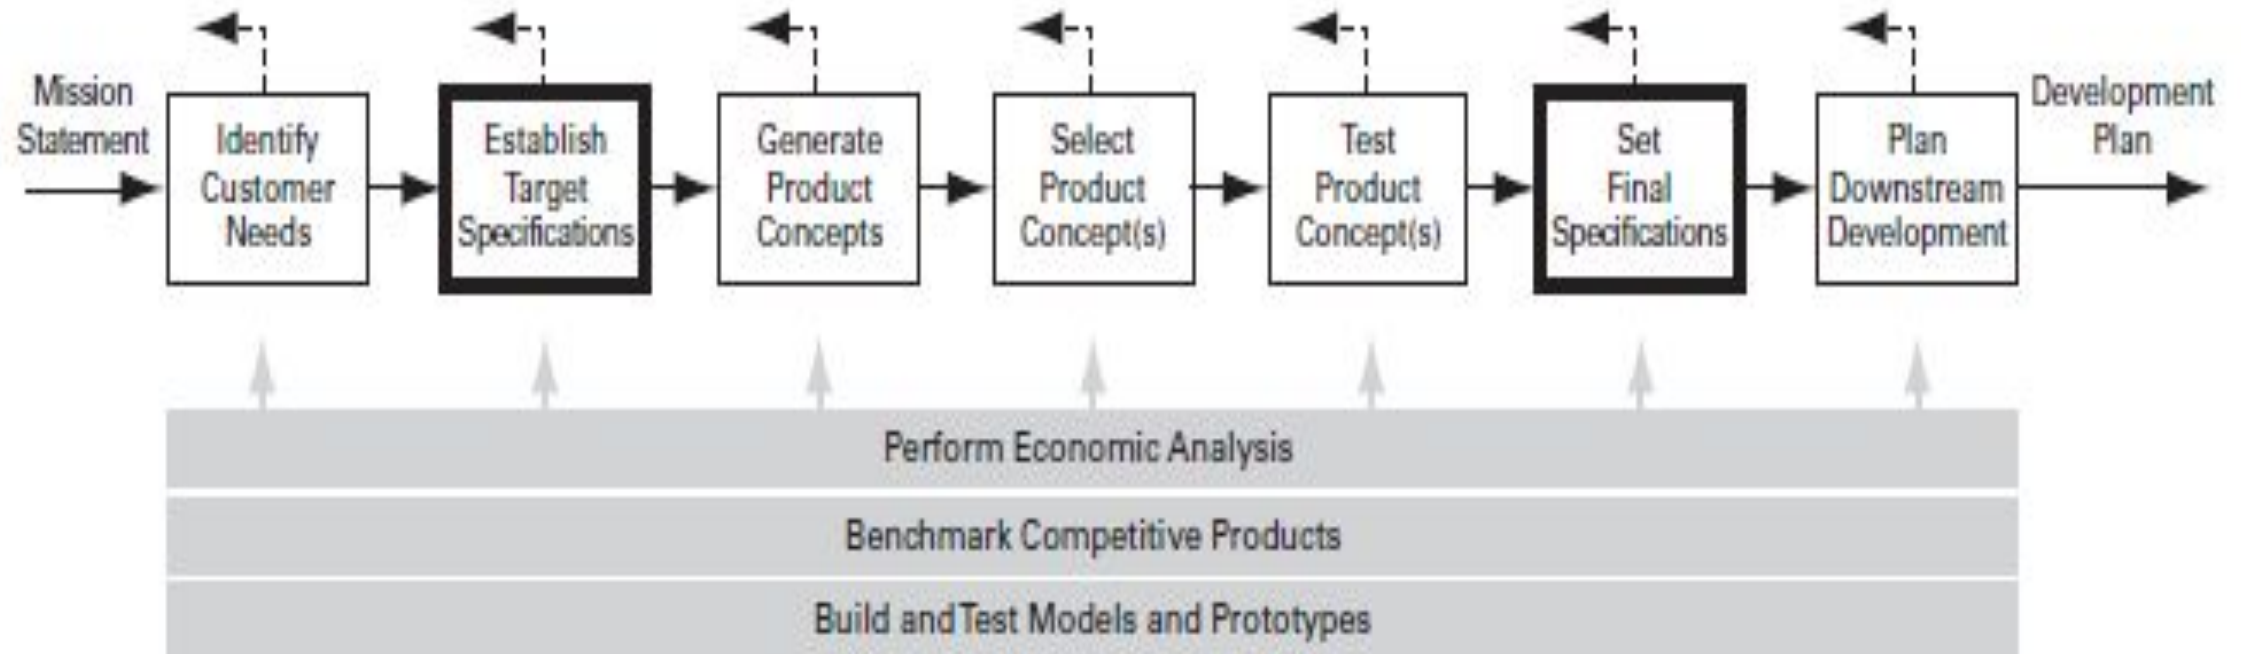 Mission
Statement
Identify
Customer
Needs
Establish
Target
Specifications
Generate
Product
Concepts
Select
Product
Concept(s)
Test
Product
Concept(s)
Set
Final
Specifications
Plan
Downstream
Development
Development
Plan
Perform Economic Analysis
Benchmark Competitive Products
Build and Test Models and Prototypes